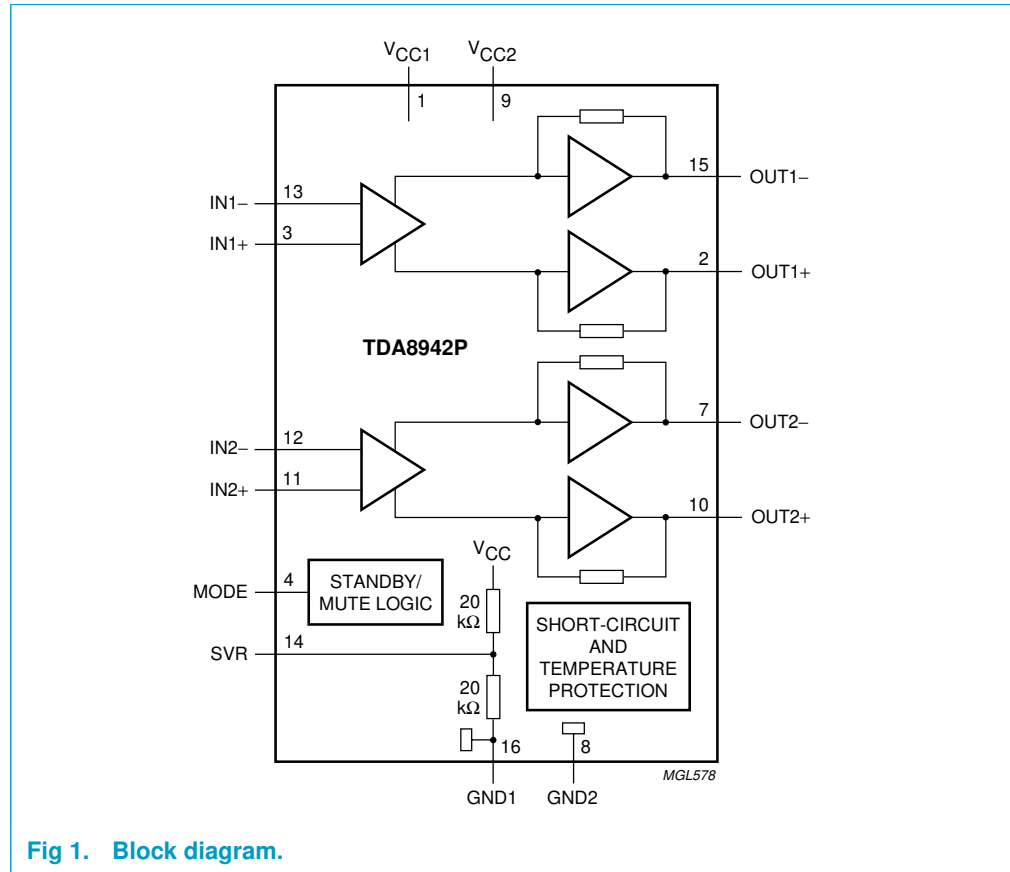 VCC1
VCC2
1
9
15
OUT1−
13
IN1−
3
IN1+
2
OUT1+
TDA8942P
7
OUT2−
12
IN2−
11
IN2+
10
OUT2+
VCC
4
MODE
STANDBY/
MUTE LOGIC
20
kΩ
SHORT-CIRCUIT
AND
TEMPERATURE
PROTECTION
14
SVR
20
kΩ
16
8
MGL578
GND1
GND2
Fig 1. Block diagram.